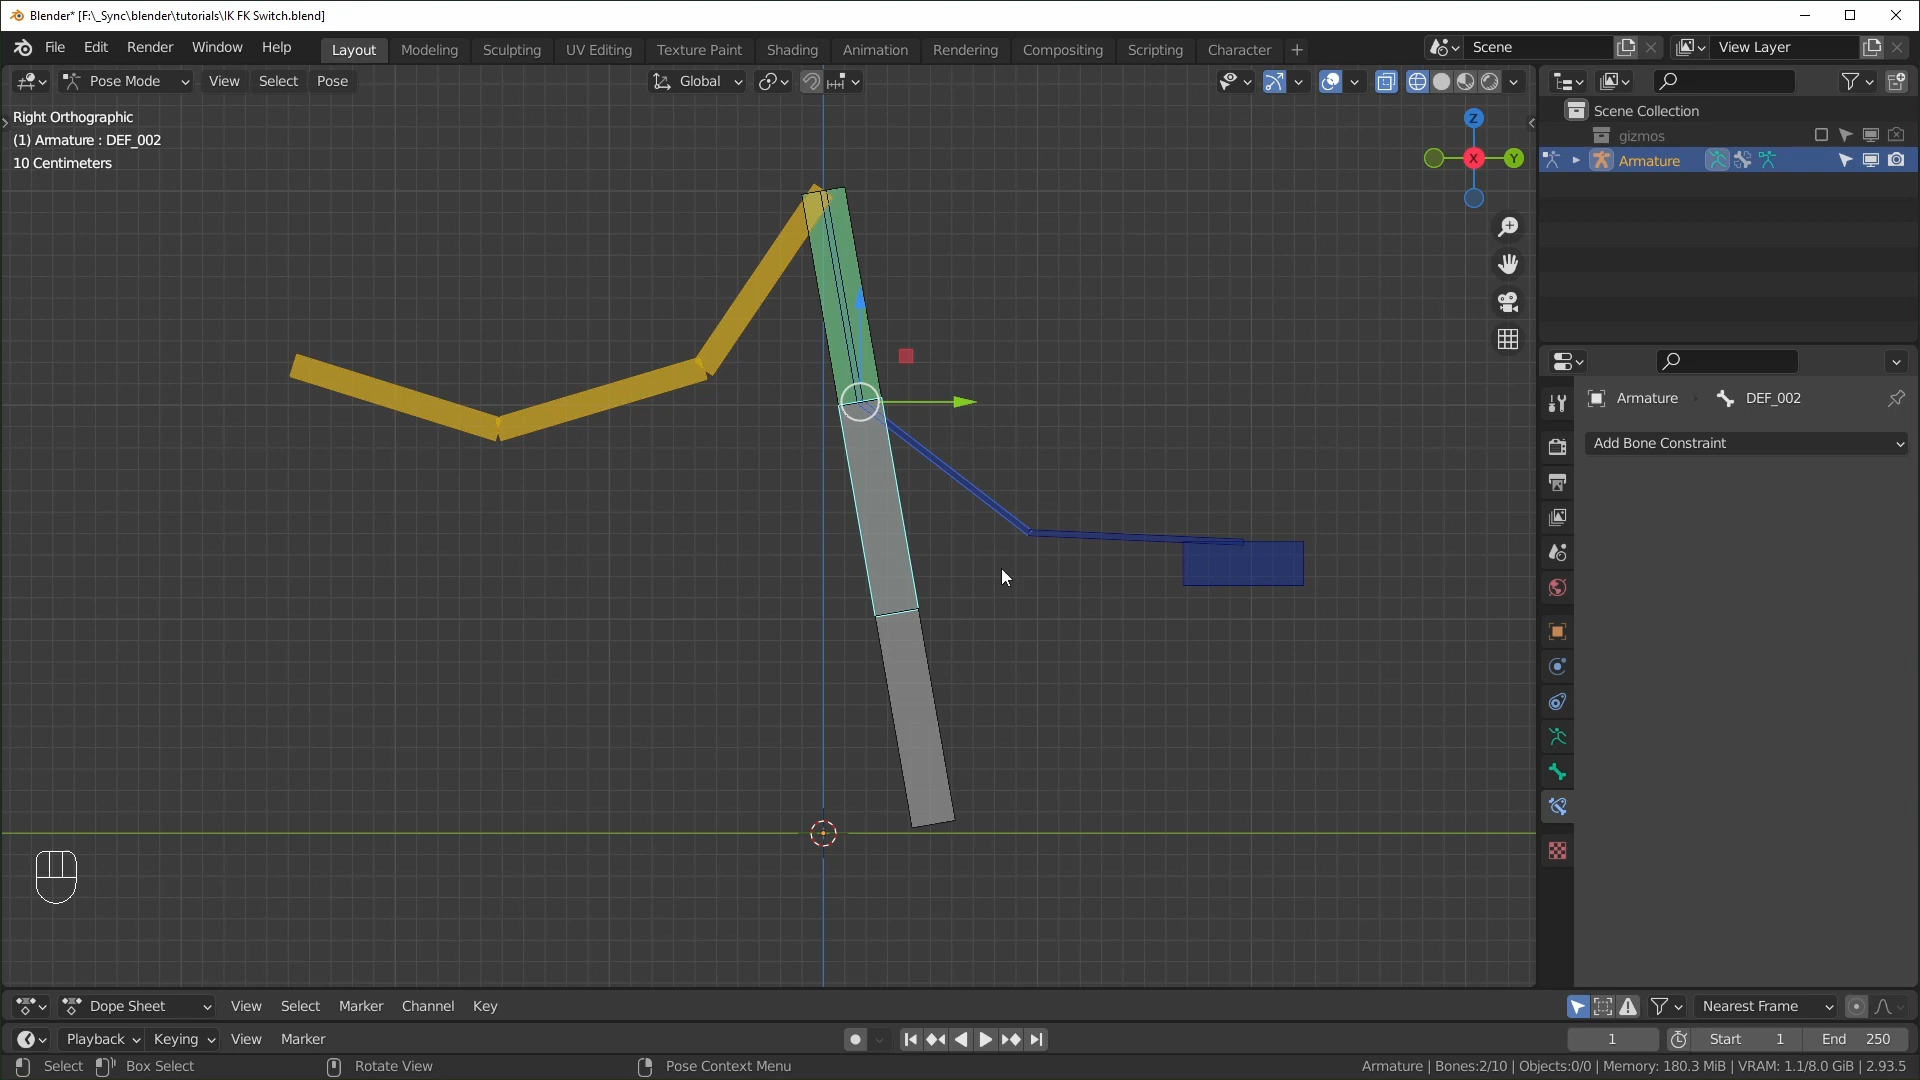 Blender* [F:\_Sync\blender\tutorials\IK FK Switch.blend]
File Edit Render Window Help Layout Modeling Sculpting UV Editing Texture Paint Shading Animation Rendering Compositing Scripting Character + Scene View Layer
Pose Mode View Select Pose Global
Right Orthographic
(1) Armature : DEF_002
10 Centimeters
Z
X
Y
Scene Collection
gizmos
Armature
Armature DEF_002
Add Bone Constraint
Dope Sheet View Select Marker Channel Key Nearest Frame
Playback Keying View Marker 1 Start 1 End 250
Select Box Select Rotate View Pose Context Menu Armature | Bones:2/10 | Objects:0/0 | Memory: 180.3 MiB | VRAM: 1.1/8.0 GiB | 2.93.5